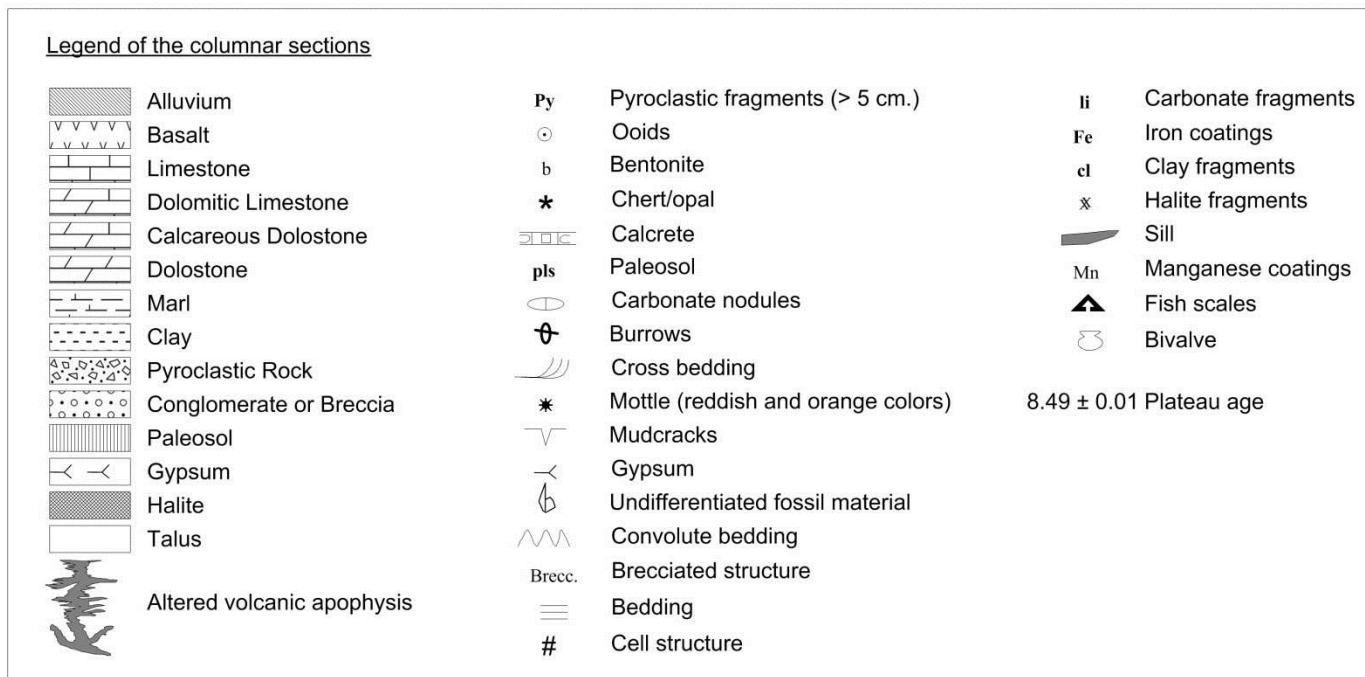 Legend of the columnar sections
Alluvium
Basalt
Limestone
Dolomitic Limestone
Calcareous Dolostone
Dolostone
Marl
Clay
Pyroclastic Rock
Conglomerate or Breccia
Paleosol
Gypsum
Halite
Talus
Altered volcanic apophysis
Py Pyroclastic fragments (> 5 cm.)
Ooids
b Bentonite
* Chert/opal
Calcrete
pls Paleosol
Carbonate nodules
Burrows
Cross bedding
Mottle (reddish and orange colors)
Mudcracks
Gypsum
Undifferentiated fossil material
Convolute bedding
Brecc. Brecciated structure
Bedding
# Cell structure
li Carbonate fragments
Fe Iron coatings
cl Clay fragments
Halite fragments
Sill
Mn Manganese coatings
Fish scales
Bivalve
8.49 ± 0.01 Plateau age